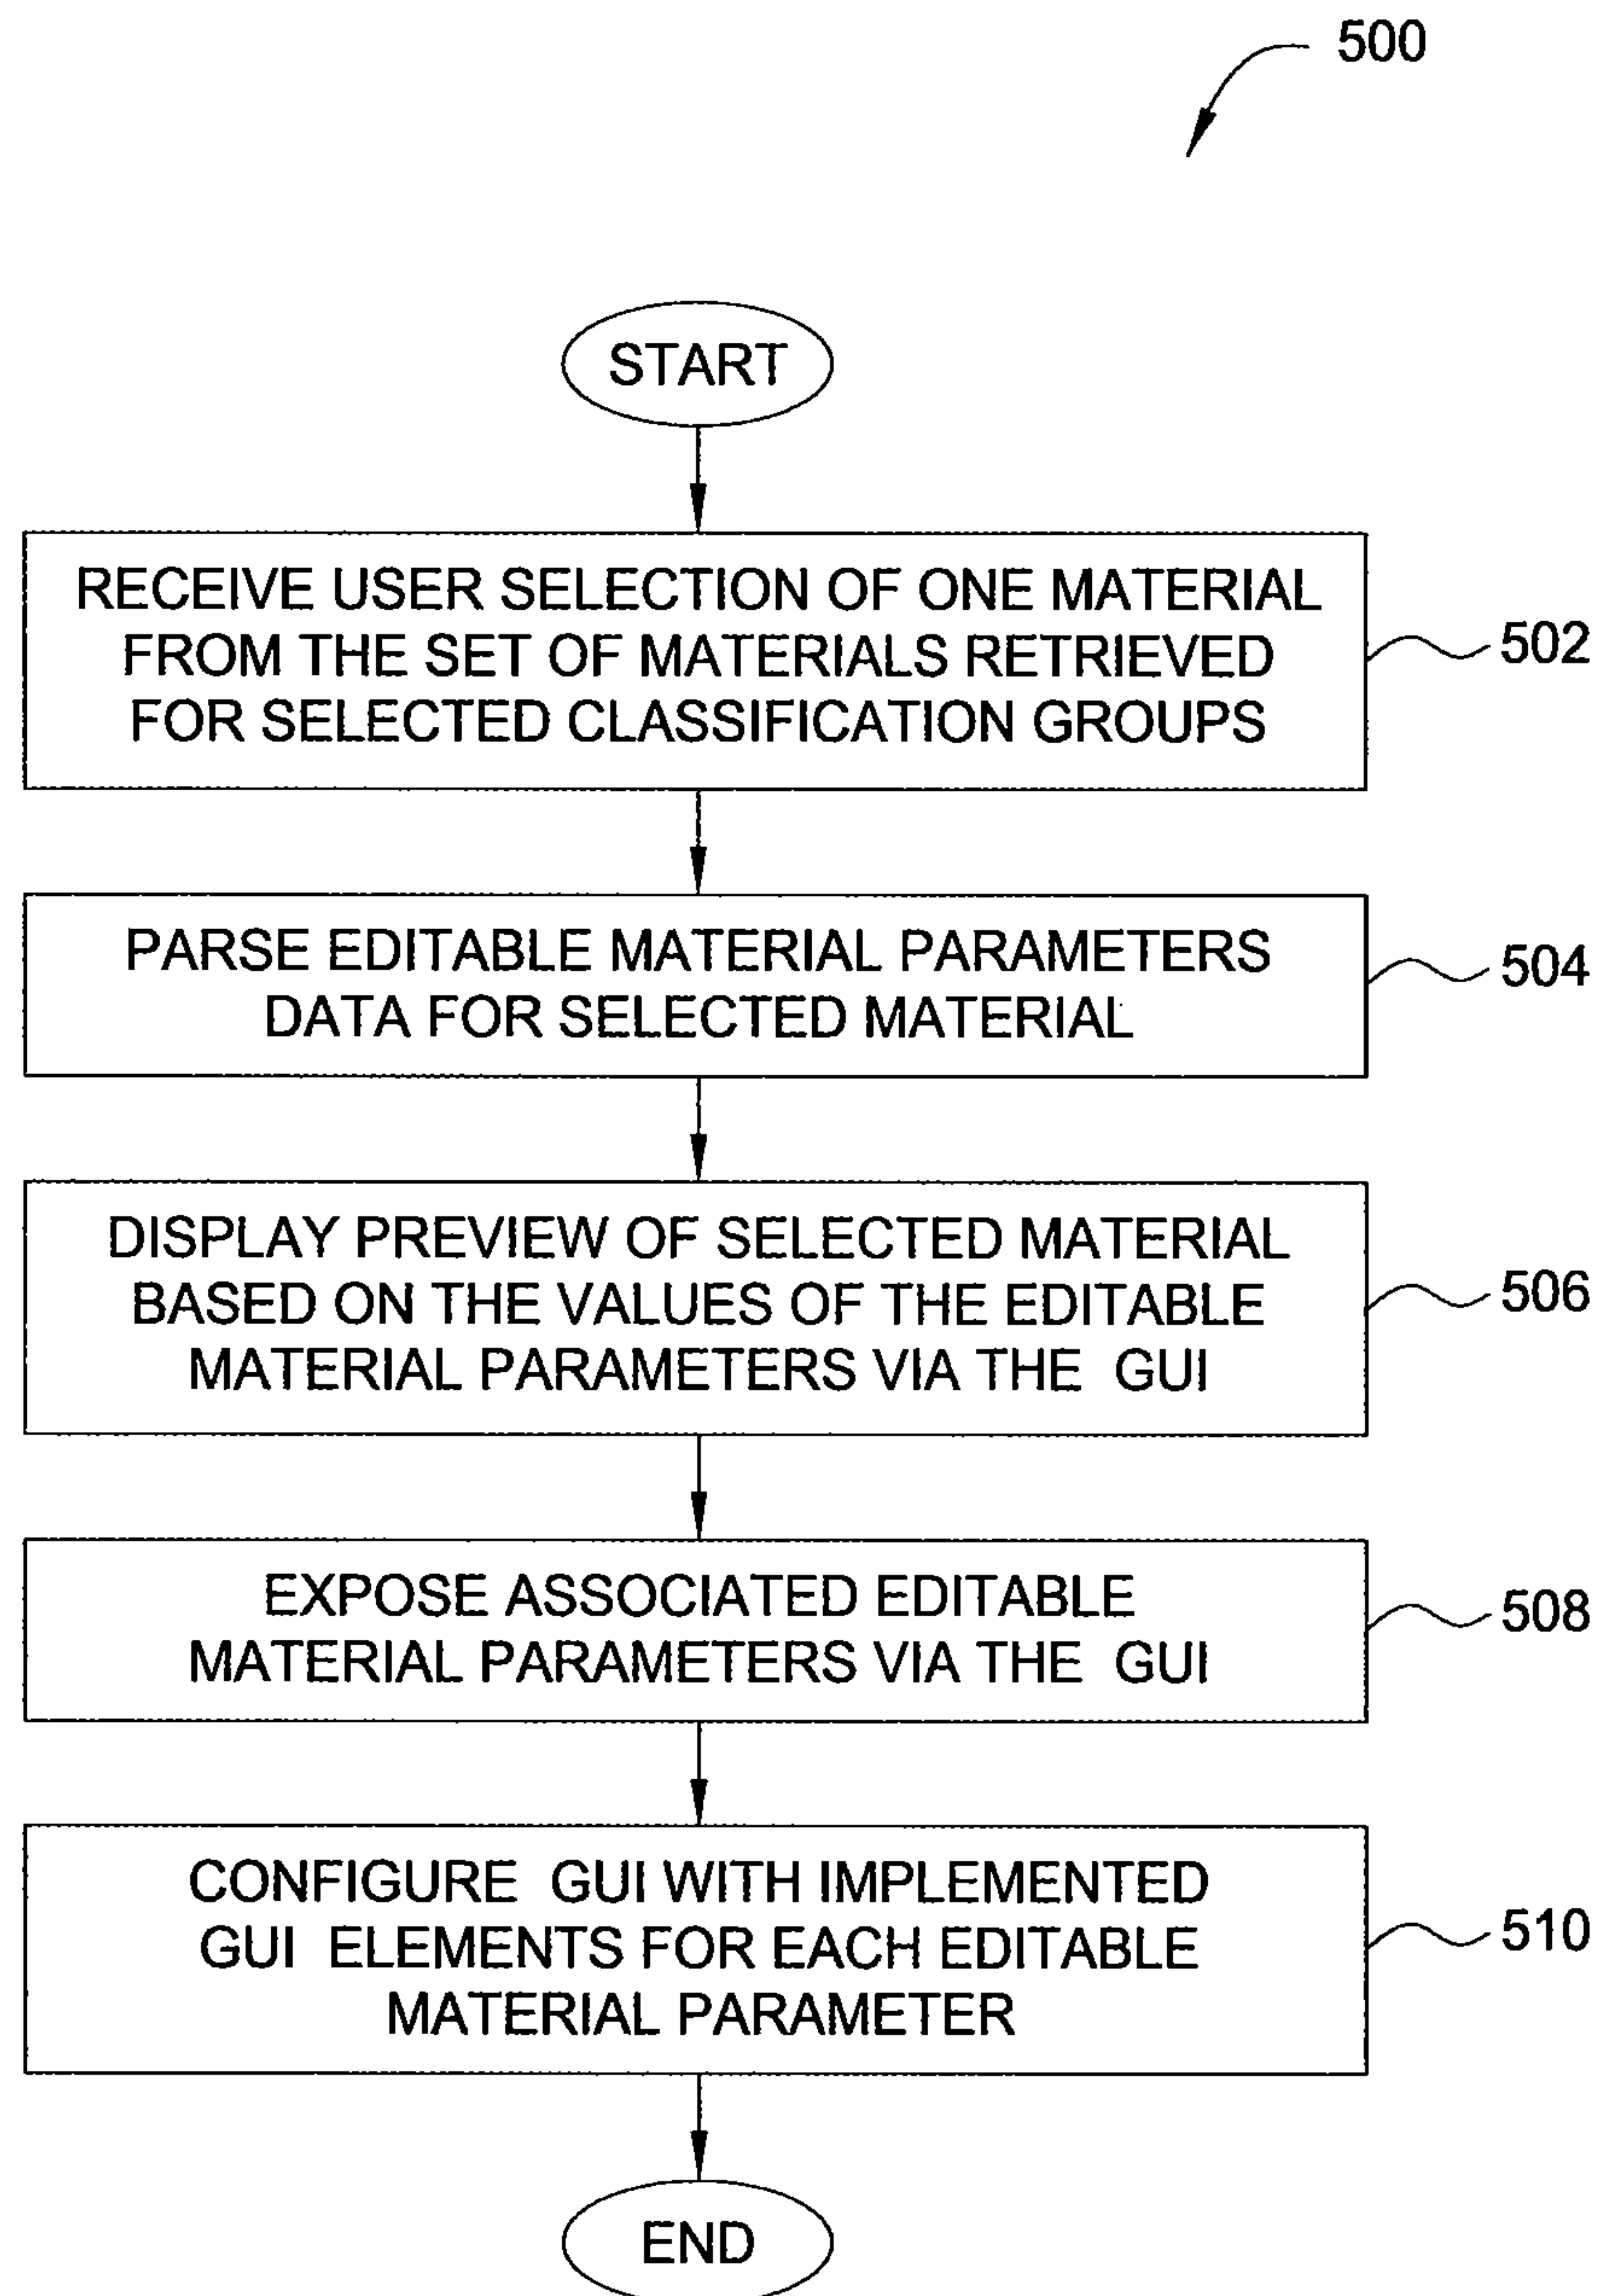 500
START
RECEIVE USER SELECTION OF ONE MATERIAL
FROM THE SET OF MATERIALS RETRIEVED
FOR SELECTED CLASSIFICATION GROUPS
502
PARSE EDITABLE MATERIAL PARAMETERS
DATA FOR SELECTED MATERIAL
504
DISPLAY PREVIEW OF SELECTED MATERIAL
BASED ON THE VALUES OF THE EDITABLE
MATERIAL PARAMETERS VIA THE GUI
506
EXPOSE ASSOCIATED EDITABLE
MATERIAL PARAMETERS VIA THE GUI
508
CONFIGURE GUI WITH IMPLEMENTED
GUI ELEMENTS FOR EACH EDITABLE
MATERIAL PARAMETER
510
END